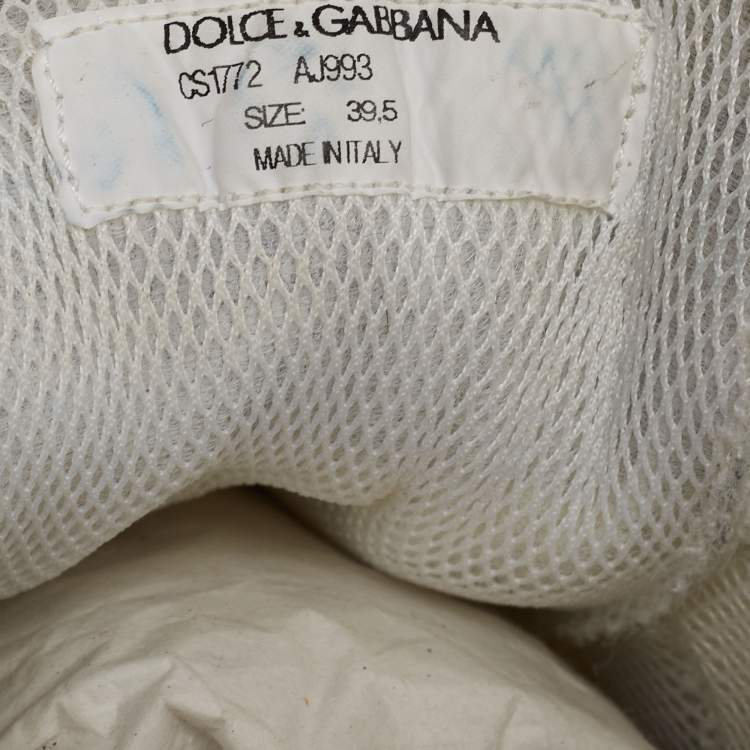 DOLCE & GABBANA
CS1772 AJ993
SIZE: 39,5
MADE IN ITALY